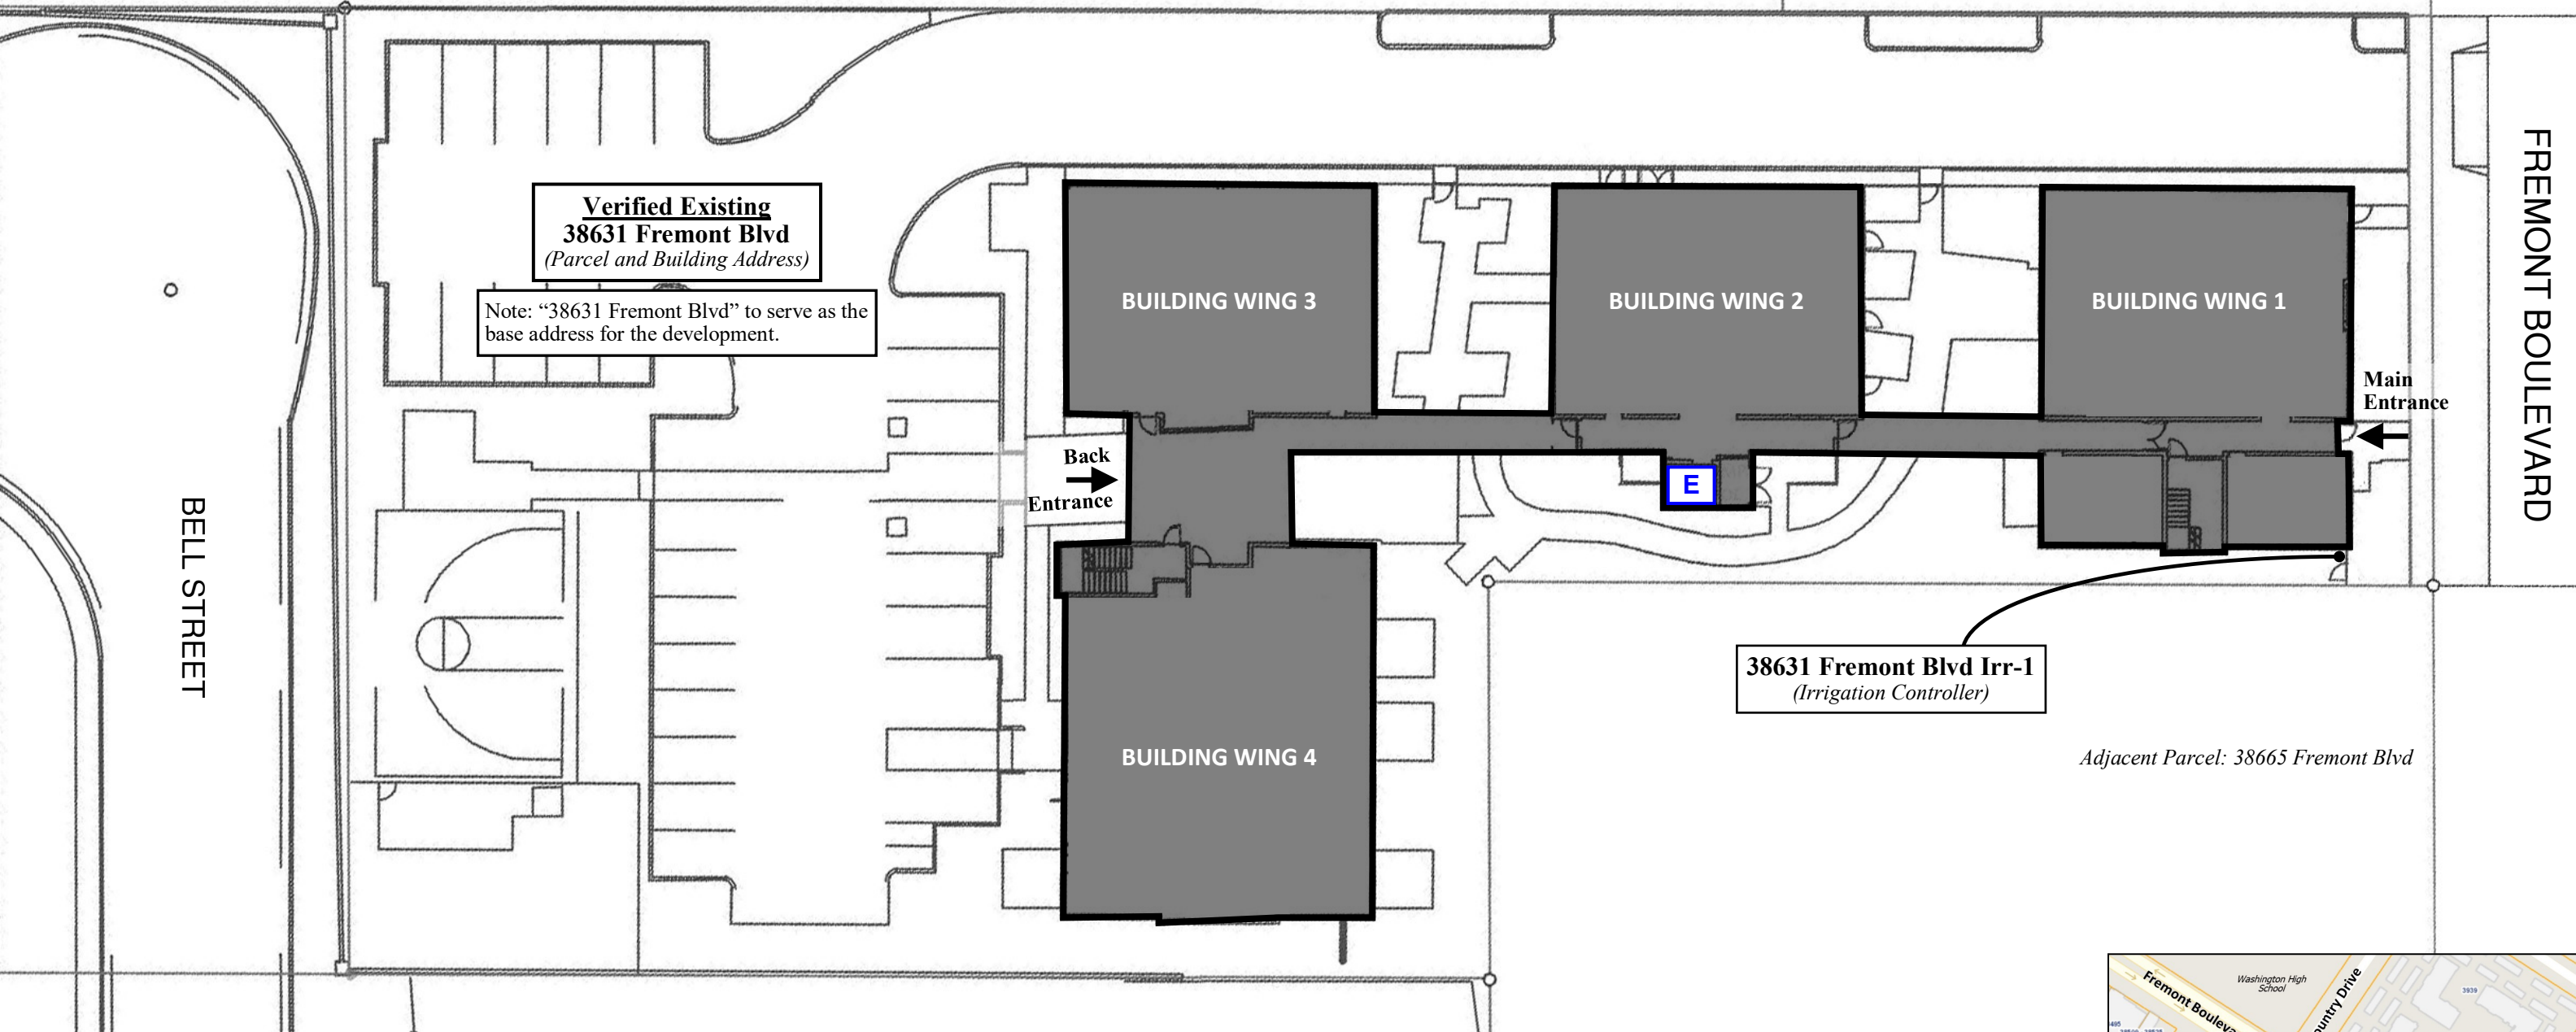 Verified Existing
38631 Fremont Blvd
(Parcel and Building Address)
Note: “38631 Fremont Blvd” to serve as the
base address for the development.
BUILDING WING 3
BUILDING WING 2
BUILDING WING 1
FREMONT BOULEVARD
Main
Entrance
Back
Entrance
E
BELL STREET
38631 Fremont Blvd Irr-1
(Irrigation Controller)
BUILDING WING 4
Adjacent Parcel: 38665 Fremont Blvd
Washington High
School
Fremont
3939